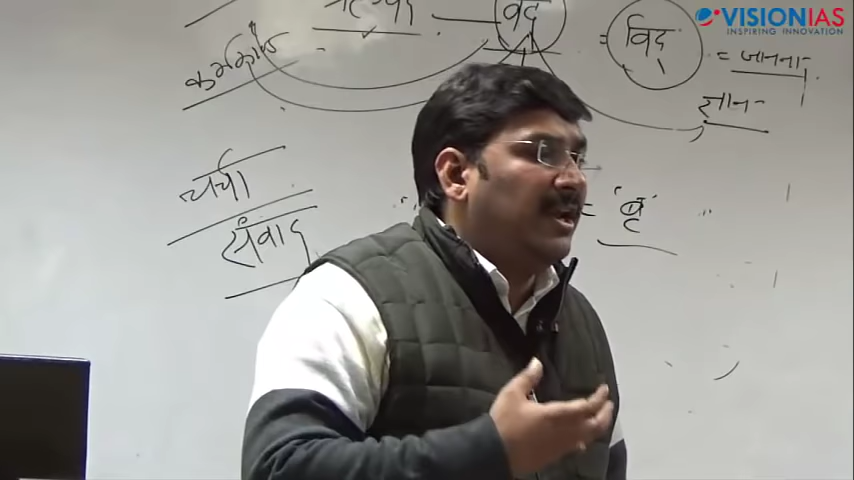 वेद
विद्
VISIONIAS
INSPIRING INNOVATION
= जानना
कर्मकाण्ड
ज्ञान
चर्चा
= बृ
संवाद